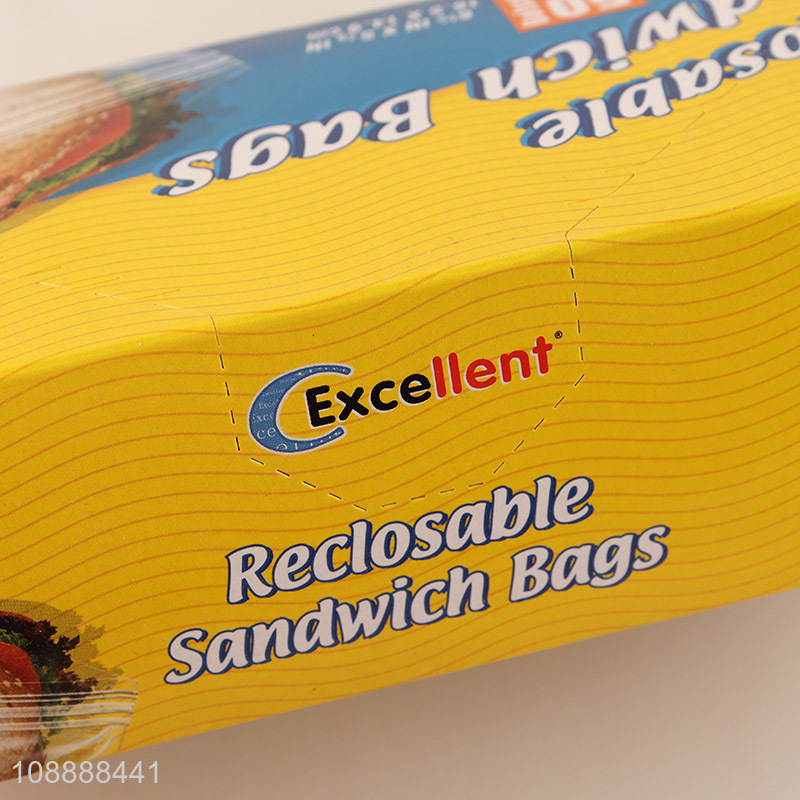 Reclosable
Sandwich Bags
Excellent®
Reclosable
Sandwich Bags
108888441